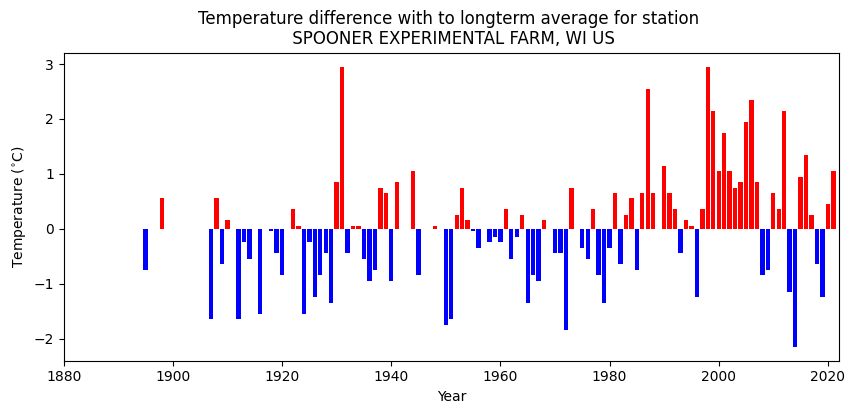 Temperature difference with to longterm average for station
SPOONER EXPERIMENTAL FARM, WI US
3
2
1
0
−1
−2
Temperature (°C)
1880 1900 1920 1940 1960 1980 2000 2020
Year